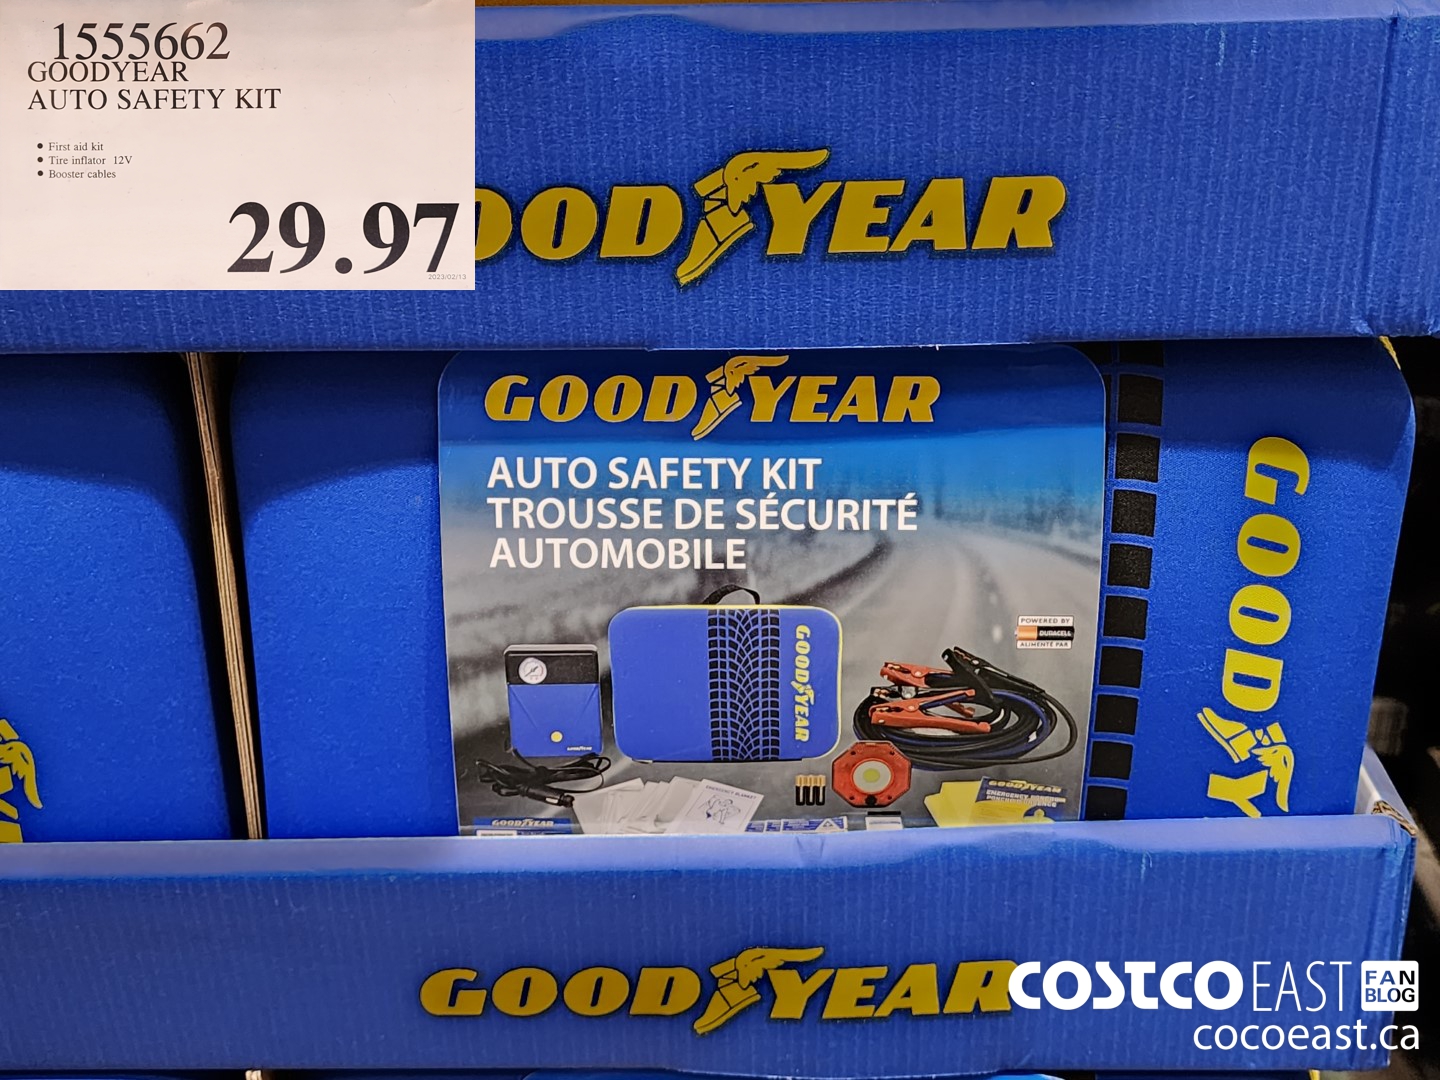 1555662
GOODYEAR
AUTO SAFETY KIT
• First aid kit
• Tire inflator 12V
• Booster cables
29.97
2023/02/13
GOODYEAR
AUTO SAFETY KIT
TROUSSE DE SÉCURITÉ
AUTOMOBILE
POWERED BY
DURACELL
ALIMENTÉ PAR
GOODYEAR
GOODYEAR
EMERGENCY BLANKET
GOODYEAR
GOODYEAR
GOODYEAR
COSTCO EAST FAN BLOG
cocoeast.ca